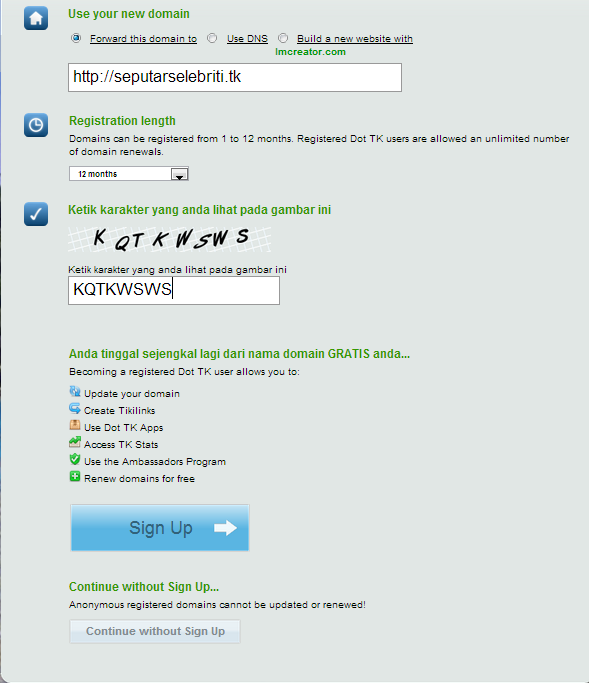 Use your new domain
Forward this domain to Use DNS Build a new website with
Imcreator.com
http://seputarselebriti.tk
Registration length
Domains can be registered from 1 to 12 months. Registered Dot TK users are allowed an unlimited number
of domain renewals.
12 months
Ketik karakter yang anda lihat pada gambar ini
KQTKWSWS
Ketik karakter yang anda lihat pada gambar ini
KQTKWSWS
Anda tinggal sejengkal lagi dari nama domain GRATIS anda...
Becoming a registered Dot TK user allows you to:
Update your domain
Create Tikilinks
Use Dot TK Apps
Access TK Stats
Use the Ambassadors Program
Renew domains for free
Sign Up
Continue without Sign Up...
Anonymous registered domains cannot be updated or renewed!
Continue without Sign Up